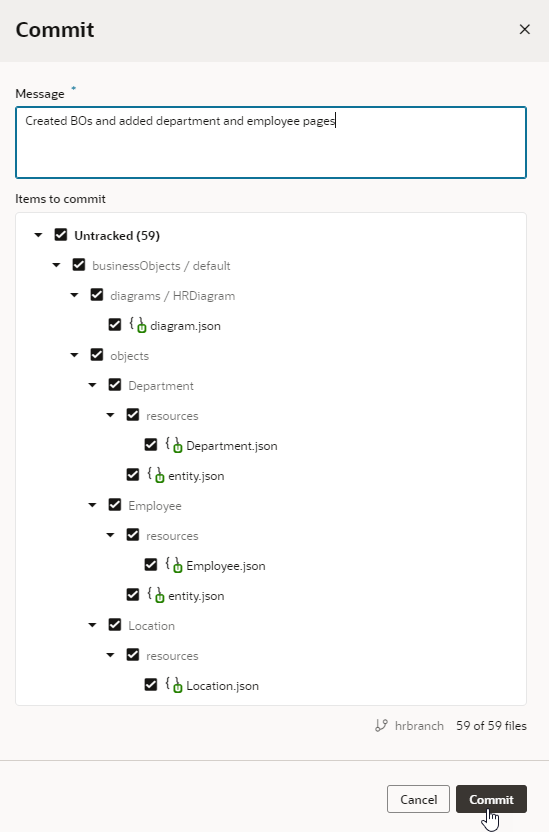 Commit
Message *
Created BOs and added department and employee pages
Items to commit
Untracked (59)
businessObjects / default
diagrams / HRDiagram
diagram.json
objects
Department
resources
Department.json
entity.json
Employee
resources
Employee.json
entity.json
Location
resources
Location.json
hrbranch 59 of 59 files
Cancel Commit